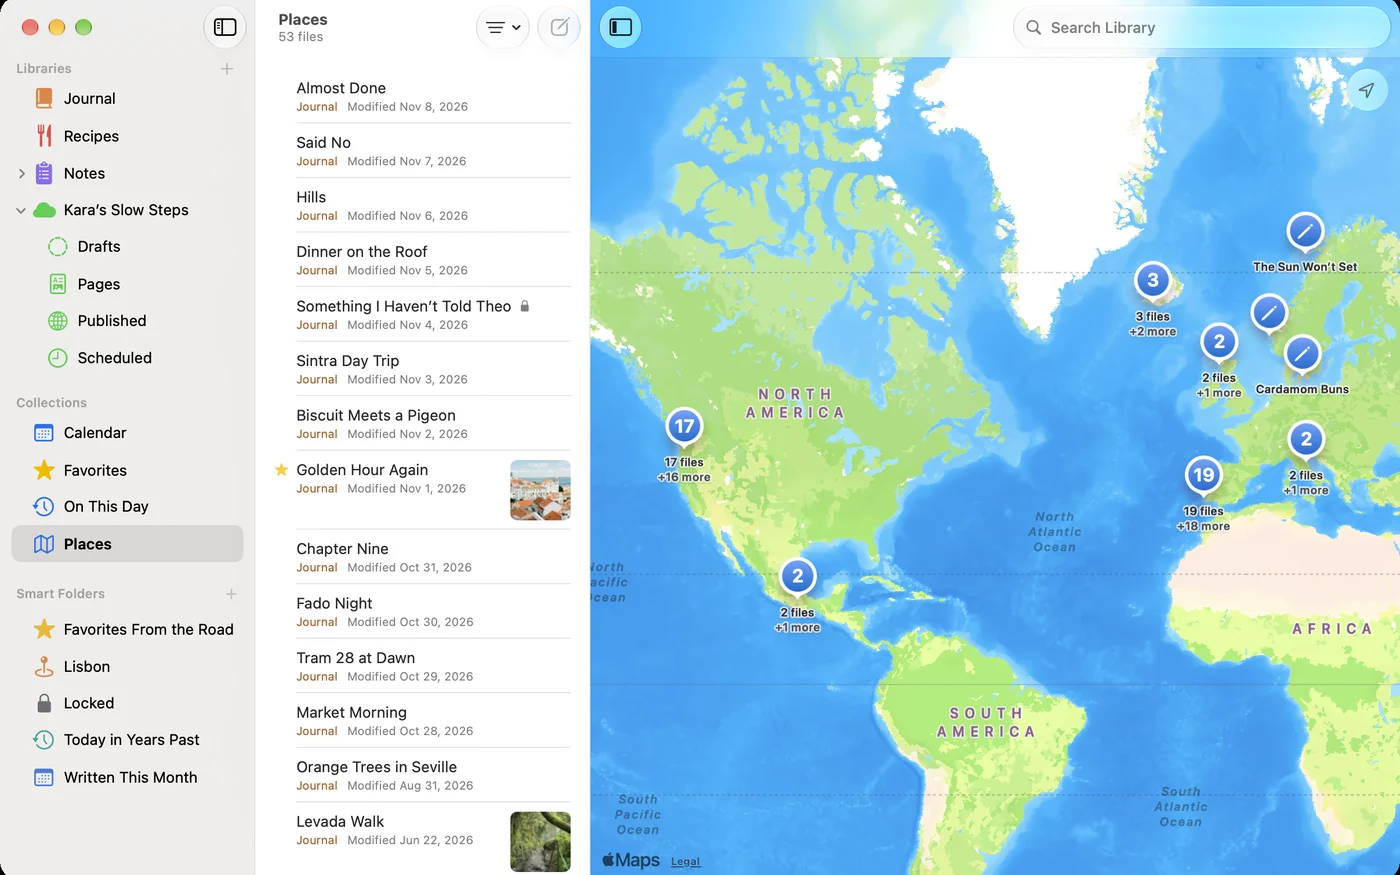 Libraries
Journal
Recipes
Notes
Kara’s Slow Steps
Drafts
Pages
Published
Scheduled
Collections
Calendar
Favorites
On This Day
Places
Smart Folders
Favorites From the Road
Lisbon
Locked
Today in Years Past
Written This Month
Places
53 files
Almost Done
Journal Modified Nov 8, 2026
Said No
Journal Modified Nov 7, 2026
Hills
Journal Modified Nov 6, 2026
Dinner on the Roof
Journal Modified Nov 5, 2026
Something I Haven’t Told Theo
Journal Modified Nov 4, 2026
Sintra Day Trip
Journal Modified Nov 3, 2026
Biscuit Meets a Pigeon
Journal Modified Nov 2, 2026
Golden Hour Again
Journal Modified Nov 1, 2026
Chapter Nine
Journal Modified Oct 31, 2026
Fado Night
Journal Modified Oct 30, 2026
Tram 28 at Dawn
Journal Modified Oct 29, 2026
Market Morning
Journal Modified Oct 28, 2026
Orange Trees in Seville
Journal Modified Aug 31, 2026
Levada Walk
Journal Modified Jun 22, 2026
Search Library
The Sun Won’t Set
3
3 files
+2 more
2
2 files
+1 more
Cardamom Buns
NORTH
AMERICA
17
17 files
+16 more
2
2 files
+1 more
19
19 files
+18 more
North
Atlantic
Ocean
North
Pacific
Ocean
2
2 files
+1 more
AFRICA
SOUTH
AMERICA
South
Pacific
Ocean
South
Atlantic
Ocean
Maps
Legal